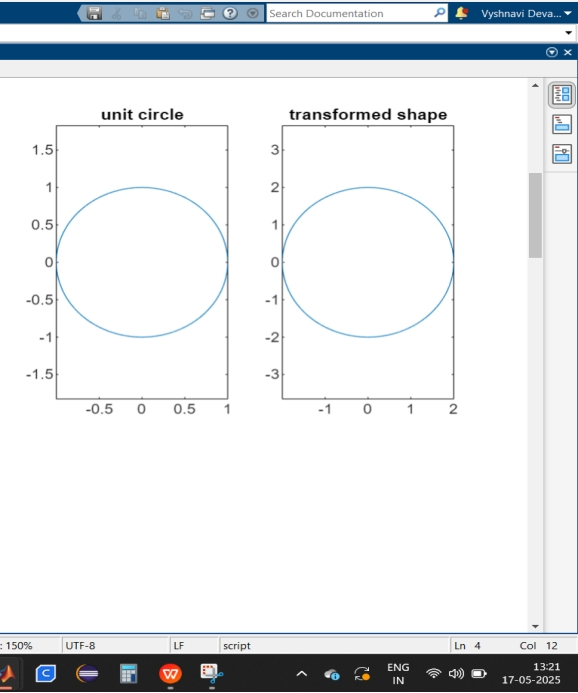 Search Documentation
Vyshnavi Deva...
unit circle
transformed shape
1.5
1
0.5
0
-0.5
-1
-1.5
-0.5 0 0.5 1
3
2
1
0
-1
-2
-3
-1 0 1 2
: 150% UTF-8 LF script Ln 4 Col 12
ENG
IN
13:21
17-05-2025